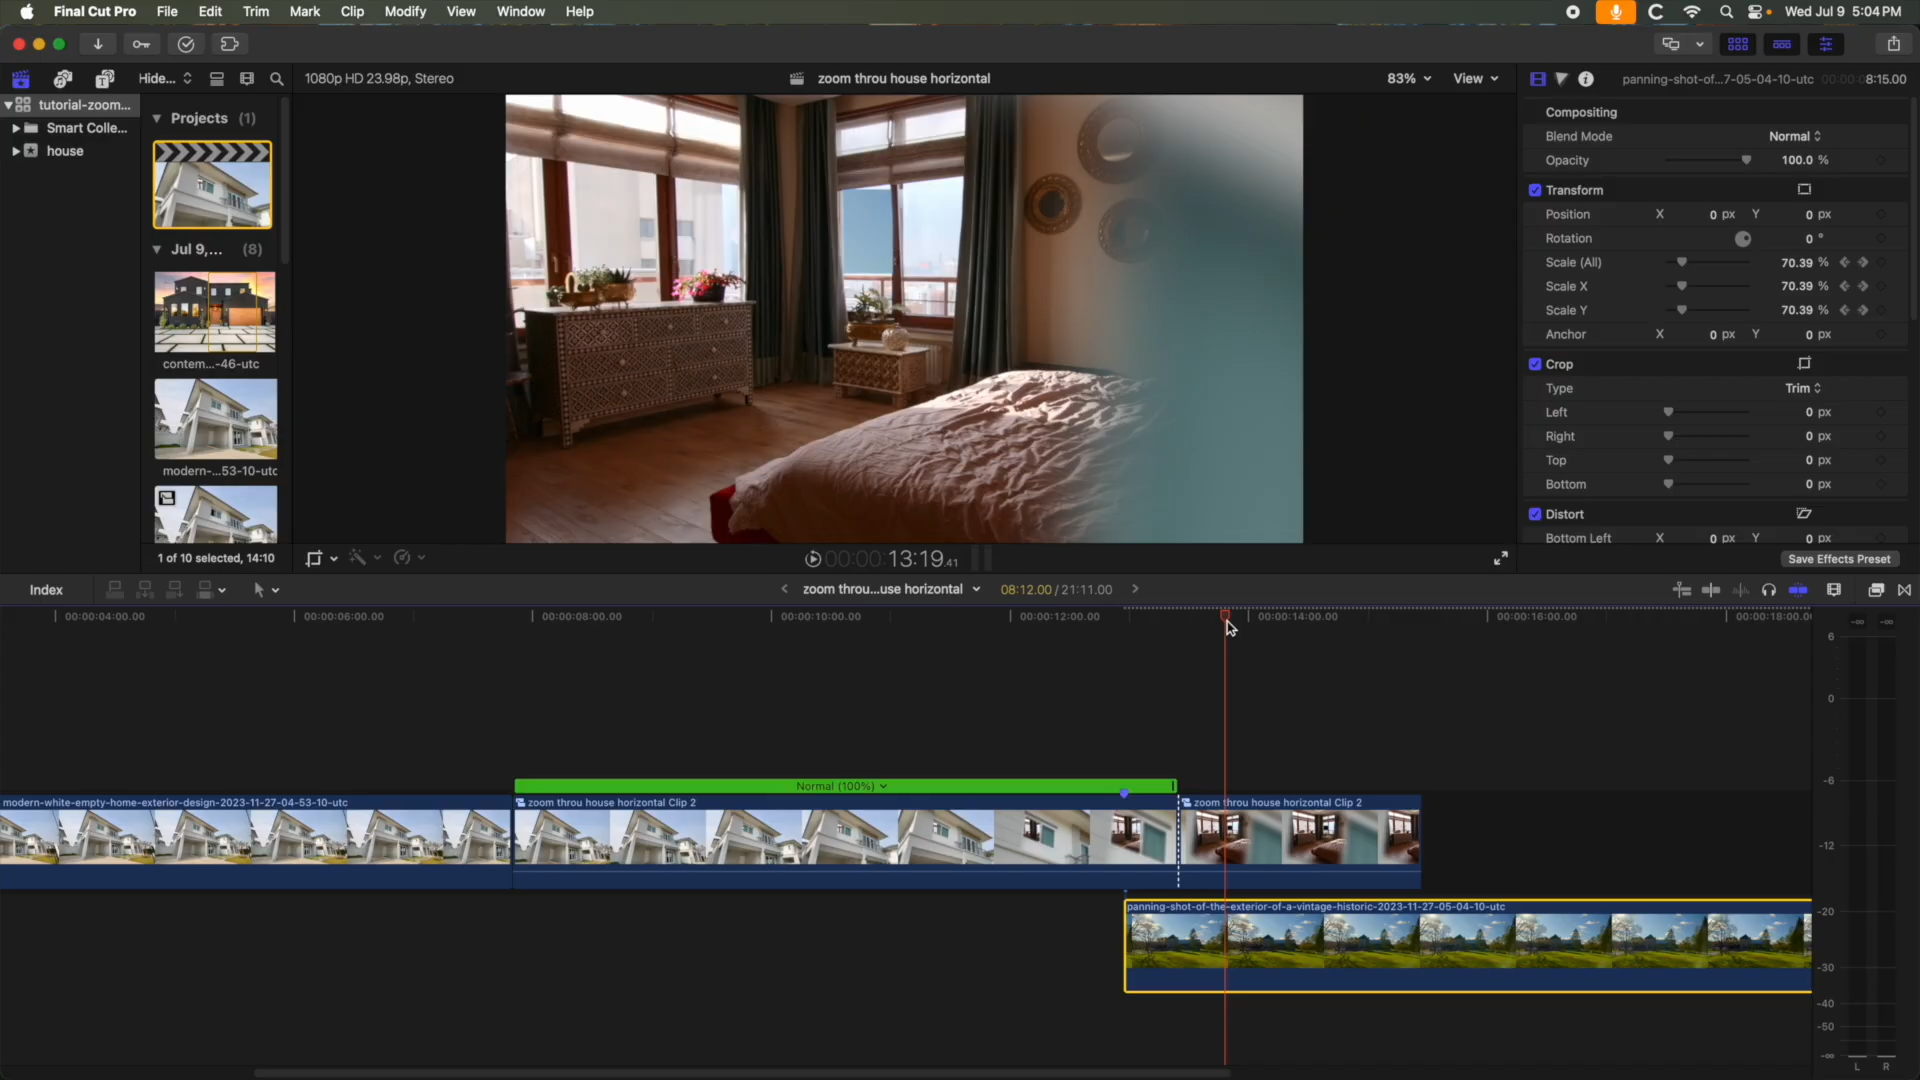 Final Cut Pro File Edit Trim Mark Clip Modify View Window Help Wed Jul 9 5:04 PM
Hide... 1080p HD 23.98p, Stereo zoom thru house horizontal 83% View panning-shot-of...7-05-04-10-utc 00:00:08:15.00
tutorial-zoom...
Smart Colle...
house
Projects (1)
Jul 9,... (8)
contem...-46-utc
modern-...53-10-utc
1 of 10 selected, 14:10
00:00:13:19.41
Compositing
Blend Mode Normal
Opacity 100.0 %
Transform
Position X 0 px Y 0 px
Rotation 0 °
Scale (All) 70.39 %
Scale X 70.39 %
Scale Y 70.39 %
Anchor X 0 px Y 0 px
Crop
Type Trim
Left 0 px
Right 0 px
Top 0 px
Bottom 0 px
Distort
Bottom Left X 0 px Y 0 px
Save Effects Preset
Index zoom throu...use horizontal 08:12.00 / 21:11.00
00:00:04:00.00 00:00:06:00.00 00:00:08:00.00 00:00:10:00.00 00:00:12:00.00 00:00:14:00.00 00:00:16:00.00 00:00:18:00.0
Normal (100%)
modern-white-empty-home-exterior-design-2023-11-27-04-53-10-utc zoom throu house horizontal Clip 2 zoom throu house horizontal Clip 2
panning-shot-of-the-exterior-of-a-vintage-historic-2023-11-27-05-04-10-utc
-∞ -∞
6
0
-6
-12
-20
-30
-40
-50
-∞
L R